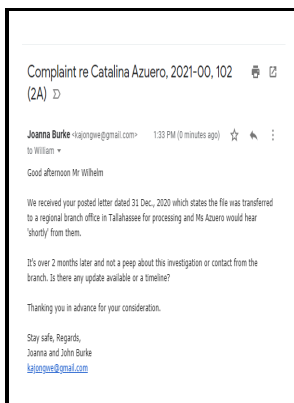 Complaint re Catalina Azuero, 2021-00, 102
(2A)
Joanna Burke <kajongwe@gmail.com> 1:33 PM (0 minutes ago)
to William
Good afternoon Mr Wilhelm
We received your posted letter dated 31 Dec., 2020 which states the file was transferred
to a regional branch office in Tallahassee for processing and Ms Azuero would hear
'shortly' from them.
It's over 2 months later and not a peep about this investigation or contact from the
branch. Is there any update available or a timeline?
Thanking you in advance for your consideration.
Stay safe, Regards,
Joanna and John Burke
kajongwe@gmail.com